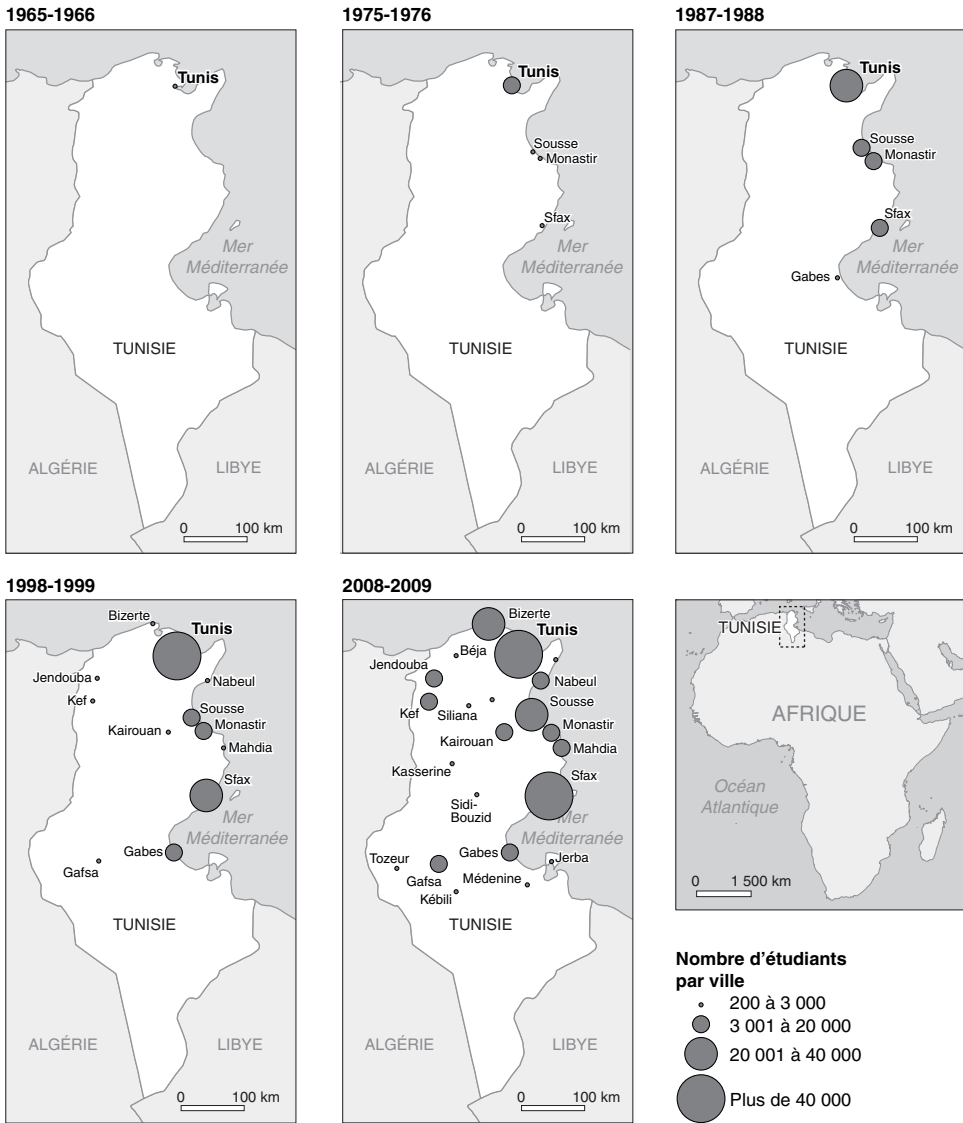 1965-1966
Tunis
Mer
Méditerranée
TUNISIE
ALGÉRIE
LIBYE
0 100 km
1975-1976
Tunis
Sousse
Monastir
Sfax
Mer
Méditerranée
TUNISIE
ALGÉRIE
LIBYE
0 100 km
1987-1988
Tunis
Sousse
Monastir
Sfax
Mer
Méditerranée
Gabes
TUNISIE
ALGÉRIE
LIBYE
0 100 km
1998-1999
Bizerte
Tunis
Jendouba
Nabeul
Kef
Sousse
Monastir
Kairouan
Mahdia
Sfax
Mer
Méditerranée
Gabes
Gafsa
TUNISIE
ALGÉRIE
LIBYE
0 100 km
2008-2009
Bizerte
Tunis
Béja
Jendouba
Nabeul
Kef
Siliana
Sousse
Monastir
Kairouan
Mahdia
Kasserine
Sfax
Sidi-
Bouzid
Mer
Méditerranée
Gabes
Jerba
Tozeur
Gafsa
Médenine
Kébili
TUNISIE
ALGÉRIE
LIBYE
0 100 km
TUNISIE
AFRIQUE
Océan
Atlantique
0 1 500 km
Nombre d'étudiants
par ville
200 à 3 000
3 001 à 20 000
20 001 à 40 000
Plus de 40 000